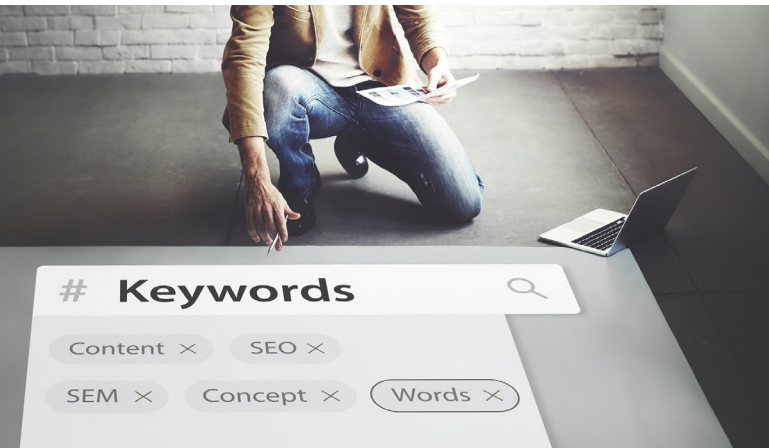 # Keywords
Content × SEO ×
SEM × Concept × Words ×